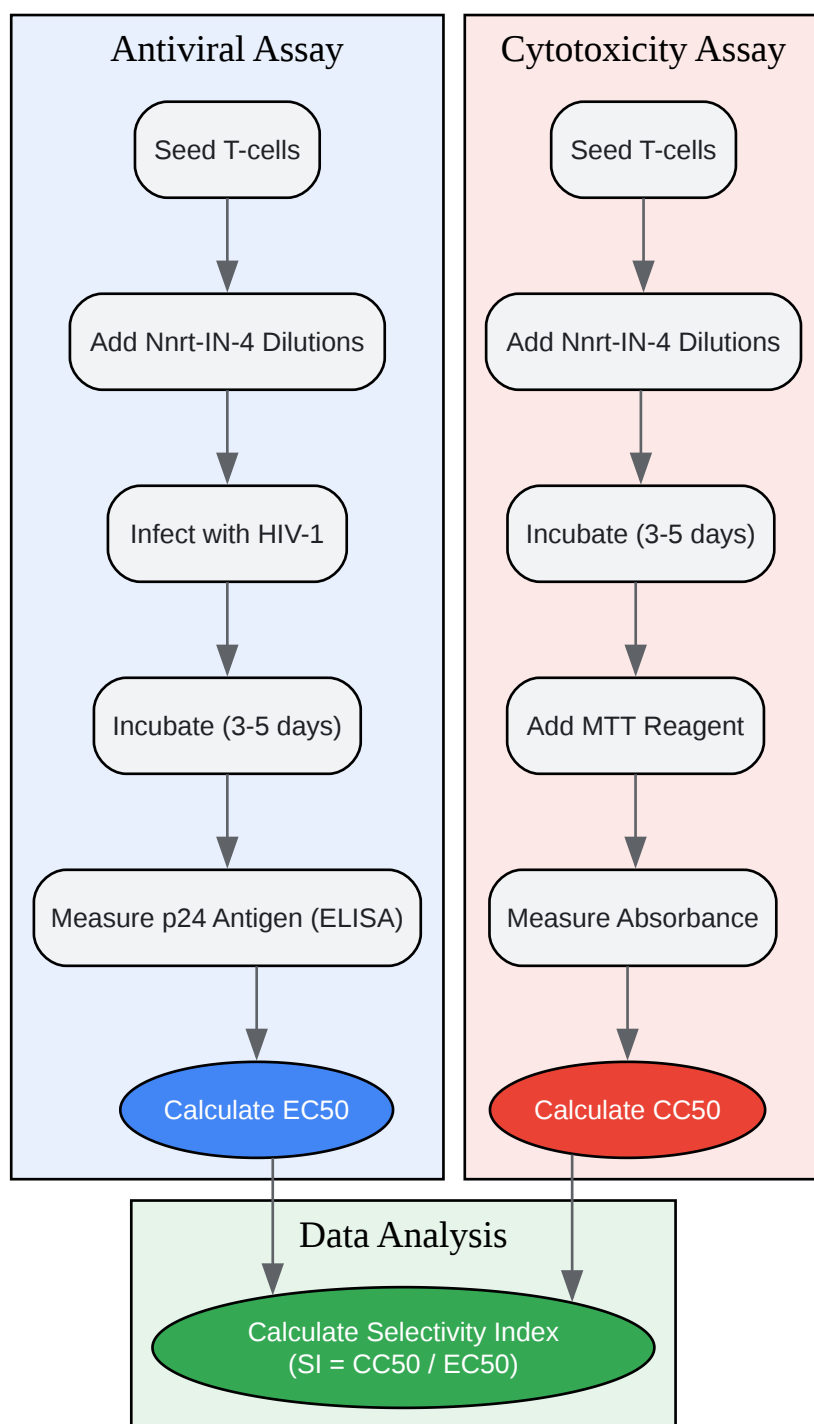 Antiviral Assay
Seed T-cells
Add Nnrt-IN-4 Dilutions
Infect with HIV-1
Incubate (3-5 days)
Measure p24 Antigen (ELISA)
Calculate EC50
Cytotoxicity Assay
Seed T-cells
Add Nnrt-IN-4 Dilutions
Incubate (3-5 days)
Add MTT Reagent
Measure Absorbance
Calculate CC50
Data Analysis
Calculate Selectivity Index
(SI = CC50 / EC50)